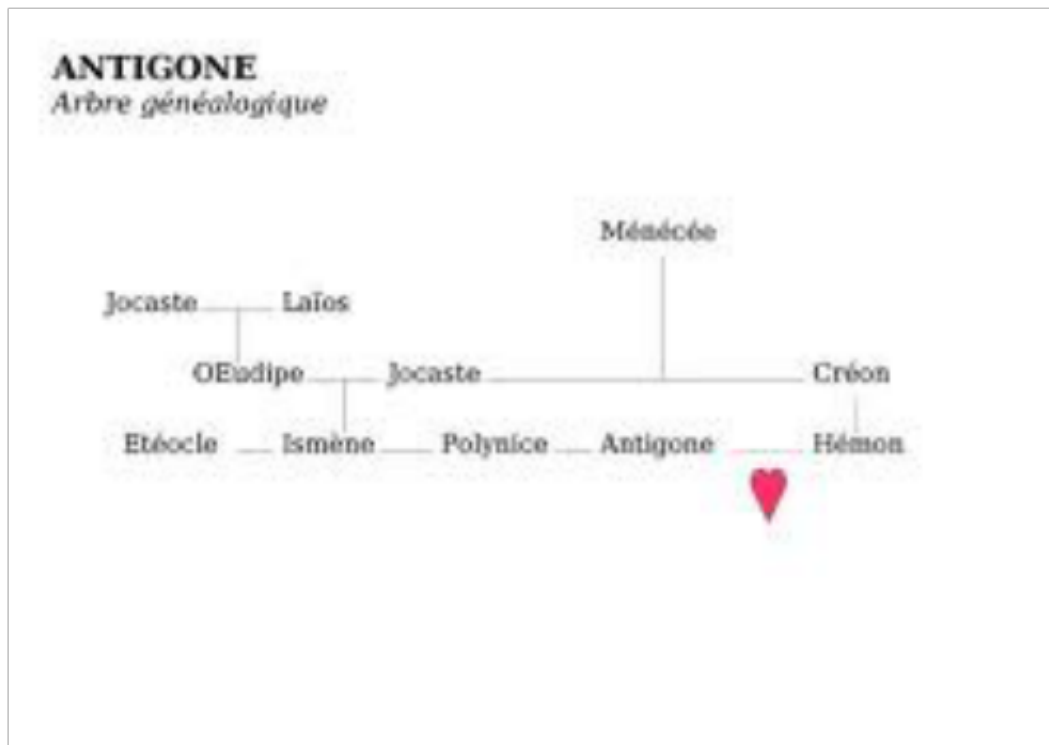 ANTIGONE
Arbre généalogique
Ménécée
Jocaste Laïos
OEudipe Jocaste Créon
Etéocle Ismène Polynice Antigone Hémon